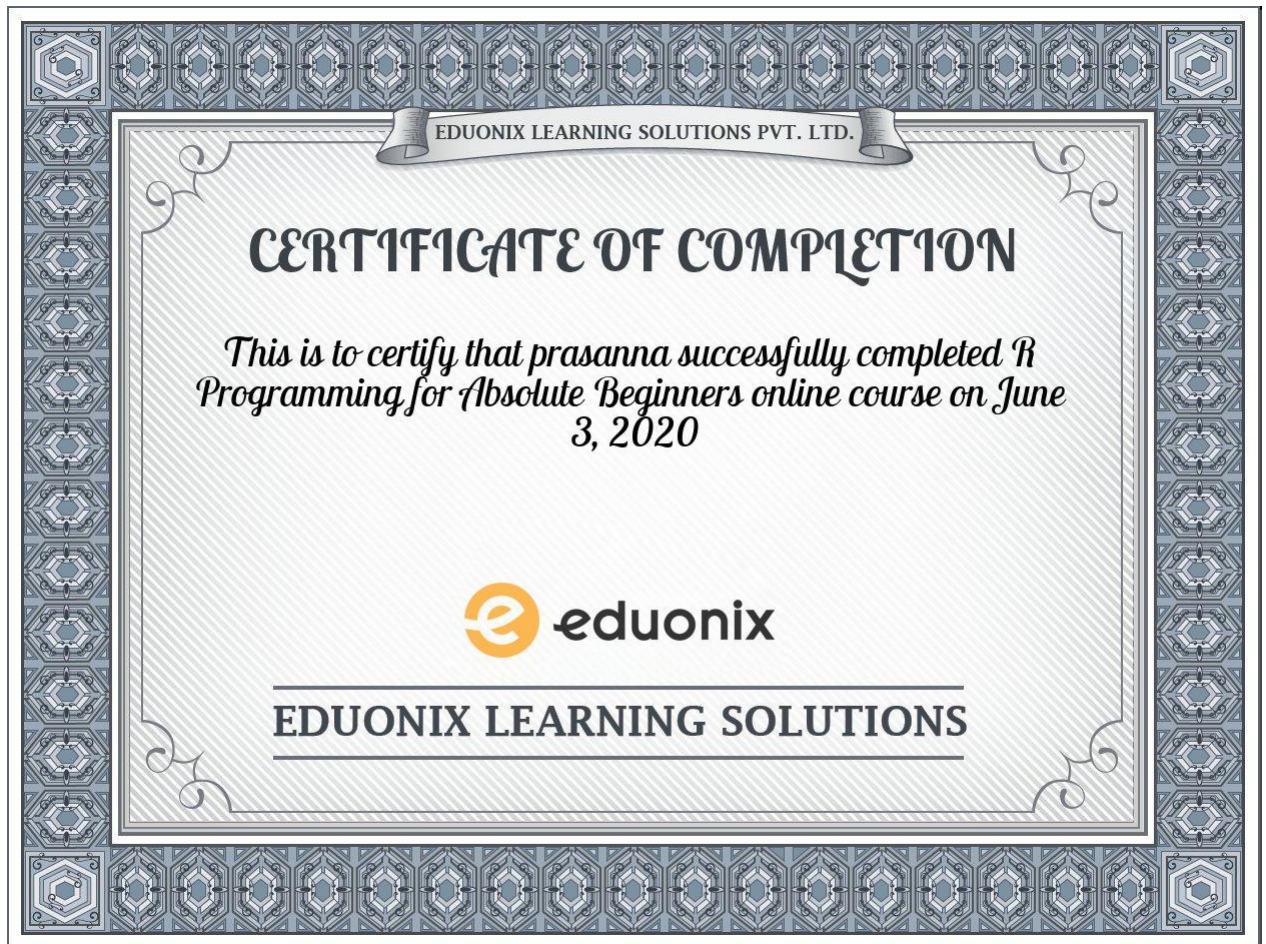 EDUONIX LEARNING SOLUTIONS PVT. LTD.
CERTIFICATE OF COMPLETION
This is to certify that prasanna successfully completed R
Programming for Absolute Beginners online course on June
3, 2020
eduonix
EDUONIX LEARNING SOLUTIONS